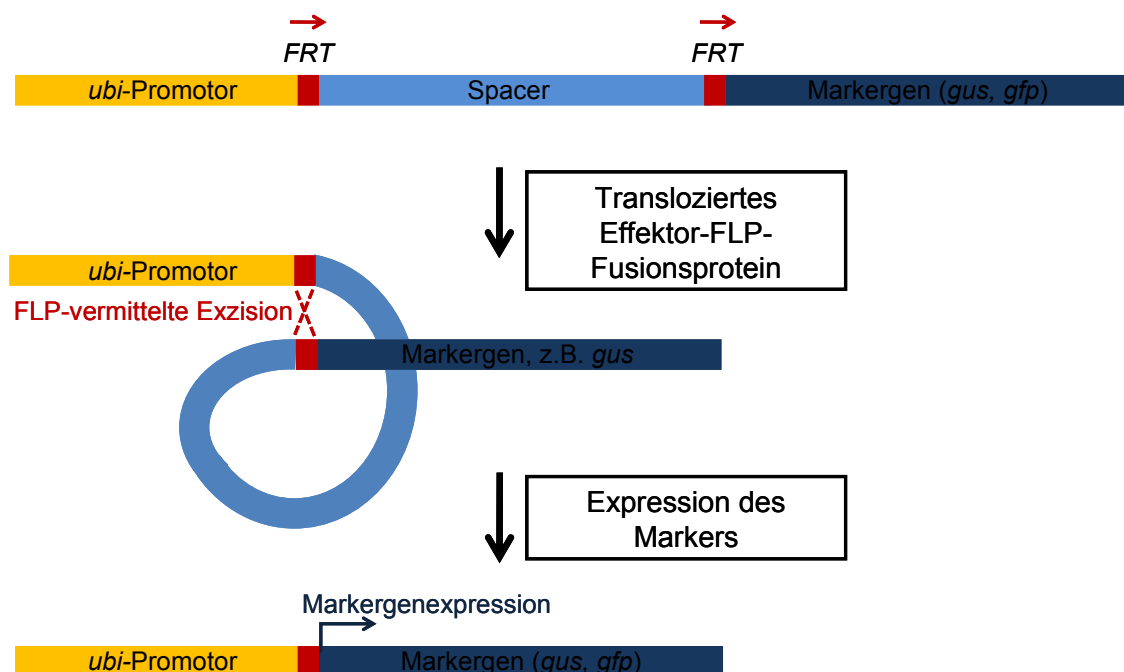 FRT FRT
ubi-Promotor Spacer Markergen (gus, gfp)
Transloziertes
Effektor-FLP-
Fusionsprotein
ubi-Promotor
FLP-vermittelte Exzision
Markergen, z.B. gus
Expression des
Markers
Markergenexpression
ubi-Promotor Markergen (gus, gfp)